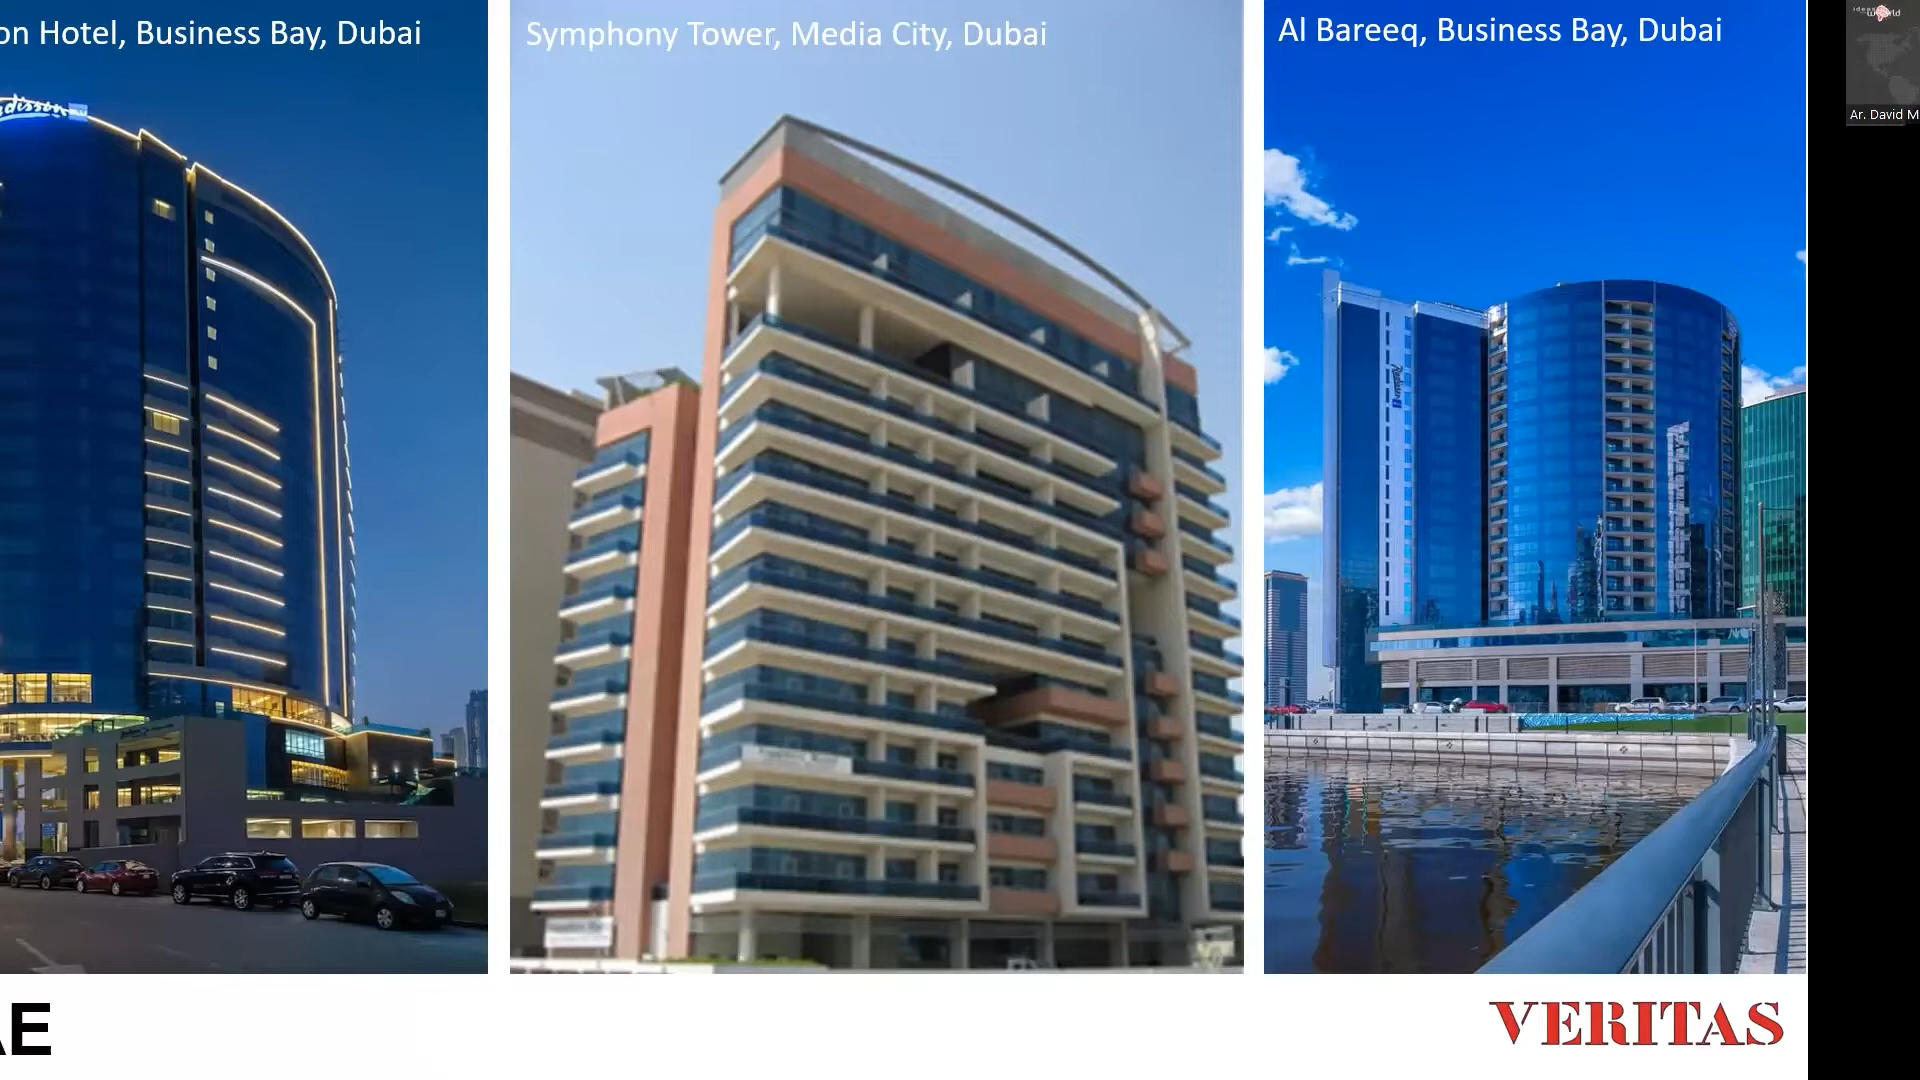 on Hotel, Business Bay, Dubai
Symphony Tower, Media City, Dubai
Al Bareeq, Business Bay, Dubai
Ar. David M
AE
VERITAS